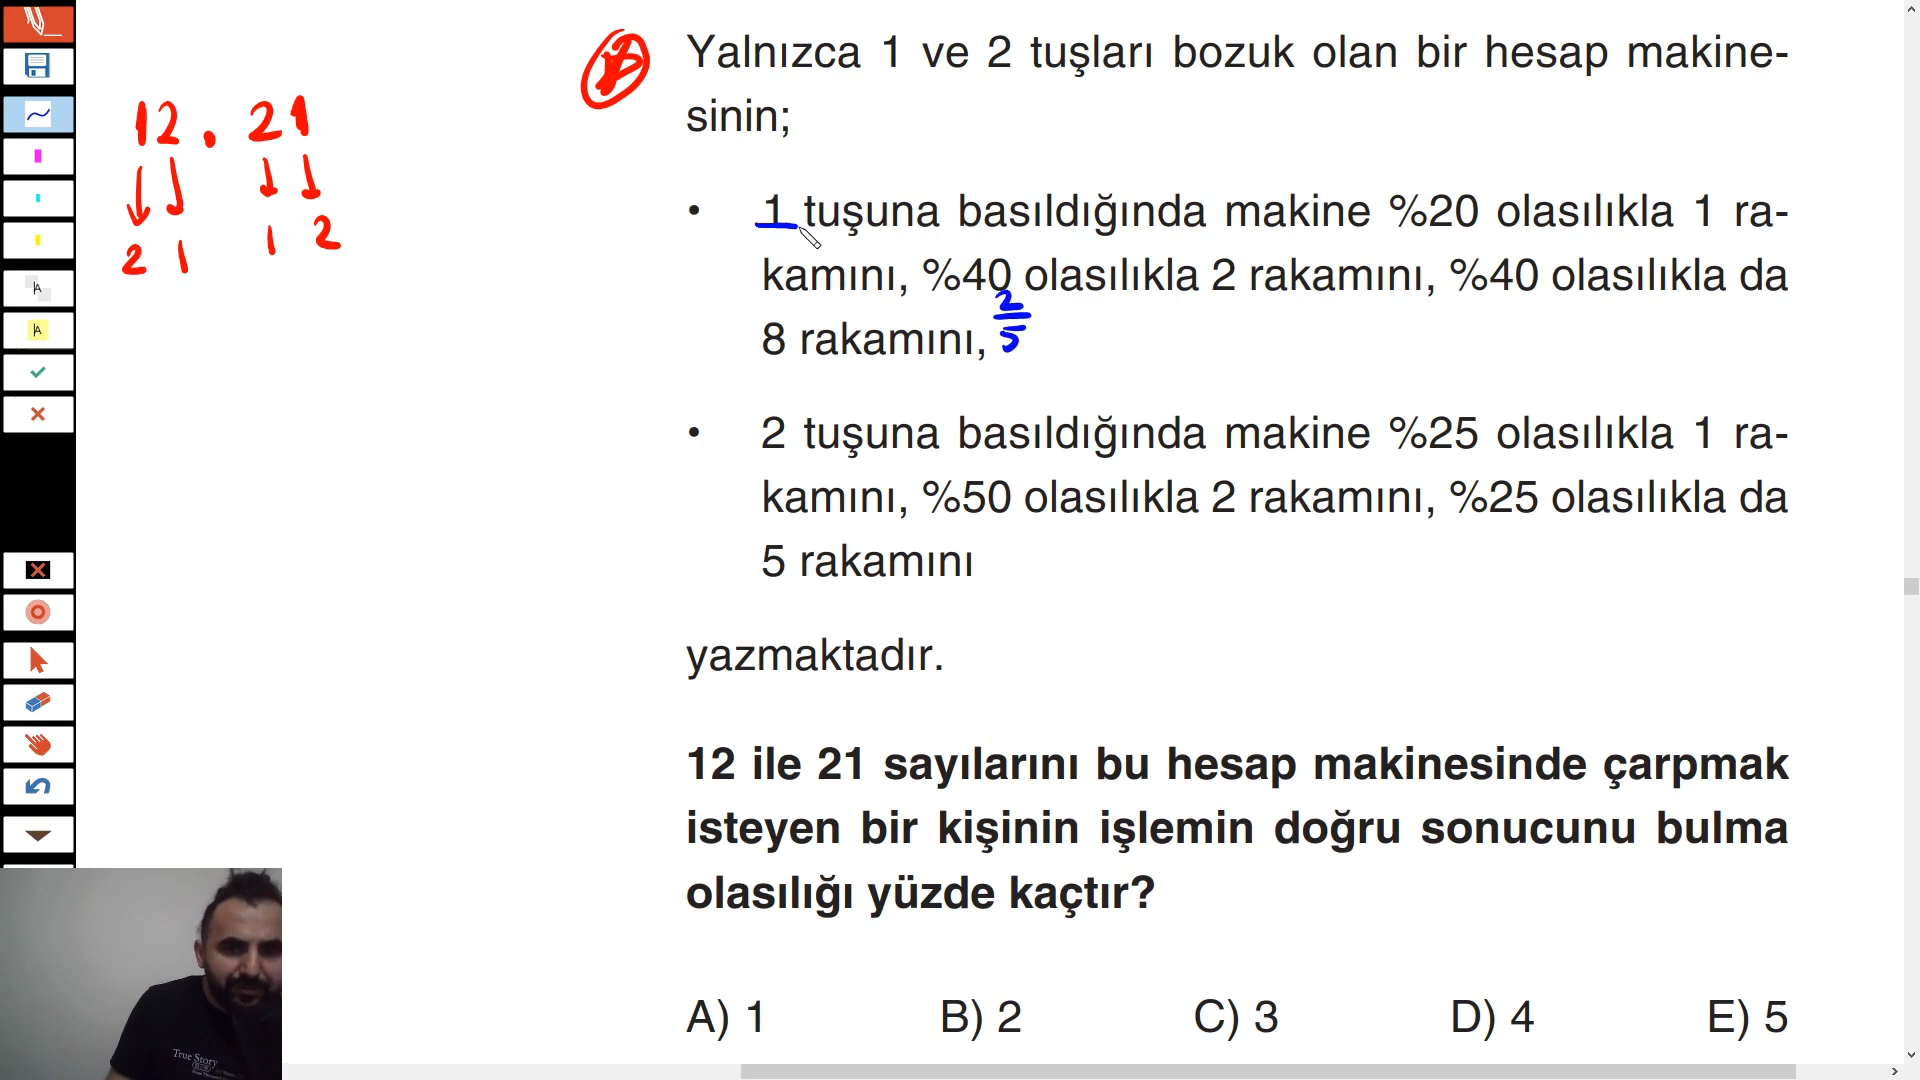 Yalnızca 1 ve 2 tuşları bozuk olan bir hesap makine-
sinin;
12 . 21
2 1 1 2
• 1 tuşuna basıldığında makine %20 olasılıkla 1 ra-
kamını, %40 olasılıkla 2 rakamını, %40 olasılıkla da
8 rakamını,
2
5
• 2 tuşuna basıldığında makine %25 olasılıkla 1 ra-
kamını, %50 olasılıkla 2 rakamını, %25 olasılıkla da
5 rakamını
yazmaktadır.
12 ile 21 sayılarını bu hesap makinesinde çarpmak
isteyen bir kişinin işlemin doğru sonucunu bulma
olasılığı yüzde kaçtır?
A) 1 B) 2 C) 3 D) 4 E) 5
True Story